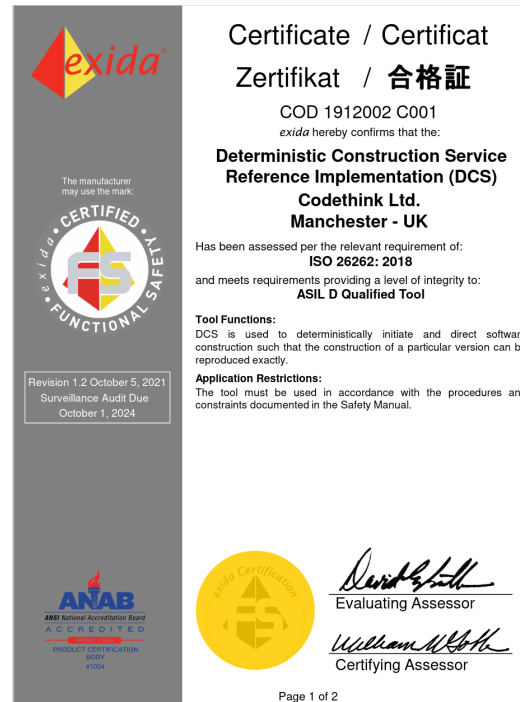 exida®
The manufacturer
may use the mark:
exida CERTIFIED
FS
FUNCTIONAL SAFETY
Revision 1.2 October 5, 2021
Surveillance Audit Due
October 1, 2024
ANAB
ANSI National Accreditation Board
ACCREDITED
PRODUCT CERTIFICATION
BODY
#1004
Certificate / Certificat
Zertifikat / 合格証
COD 1912002 C001
exida hereby confirms that the:
Deterministic Construction Service
Reference Implementation (DCS)
Codethink Ltd.
Manchester - UK
Has been assessed per the relevant requirement of:
ISO 26262: 2018
and meets requirements providing a level of integrity to:
ASIL D Qualified Tool
Tool Functions:
DCS is used to deterministically initiate and direct softwar
construction such that the construction of a particular version can b
reproduced exactly.
Application Restrictions:
The tool must be used in accordance with the procedures an
constraints documented in the Safety Manual.
exida Certification
FS
Evaluating Assessor
Certifying Assessor
Page 1 of 2